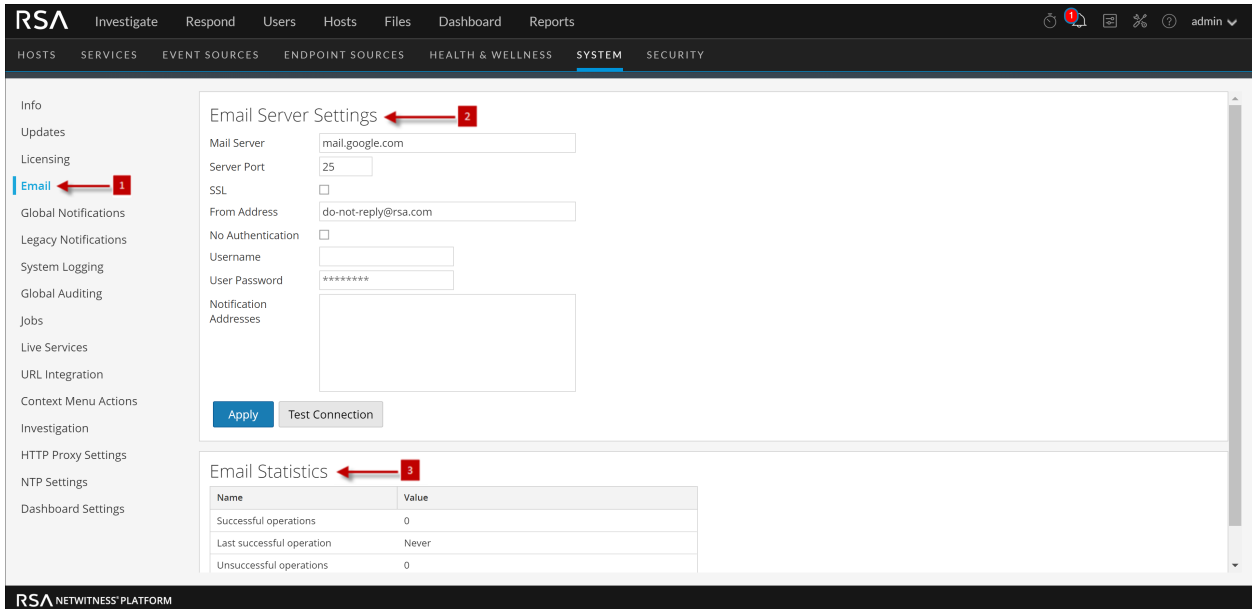 RSA Investigate Respond Users Hosts Files Dashboard Reports 1 admin
HOSTS SERVICES EVENT SOURCES ENDPOINT SOURCES HEALTH & WELLNESS SYSTEM SECURITY
Info
Updates
Licensing
Email 1
Global Notifications
Legacy Notifications
System Logging
Global Auditing
Jobs
Live Services
URL Integration
Context Menu Actions
Investigation
HTTP Proxy Settings
NTP Settings
Dashboard Settings
Email Server Settings 2
Mail Server mail.google.com
Server Port 25
SSL
From Address do-not-reply@rsa.com
No Authentication
Username
User Password ********
Notification
Addresses
Apply Test Connection
Email Statistics 3
Name Value
Successful operations 0
Last successful operation Never
Unsuccessful operations 0
RSA NETWITNESS® PLATFORM